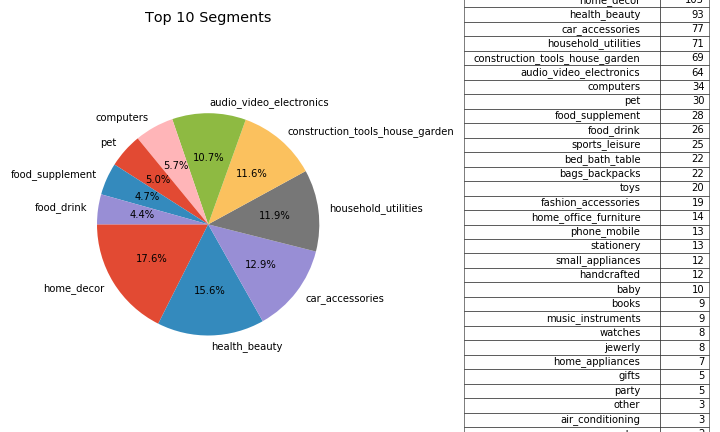 Top 10 Segments
audio_video_electronics
computers
construction_tools_house_garden
pet
food_supplement
household_utilities
food_drink
home_decor
car_accessories
health_beauty
10.7%
5.7%
11.6%
5.0%
4.7%
4.4%
11.9%
17.6%
12.9%
15.6%
home_decor 105
health_beauty 93
car_accessories 77
household_utilities 71
construction_tools_house_garden 69
audio_video_electronics 64
computers 34
pet 30
food_supplement 28
food_drink 26
sports_leisure 25
bed_bath_table 22
bags_backpacks 22
toys 20
fashion_accessories 19
home_office_furniture 14
phone_mobile 13
stationery 13
small_appliances 12
handcrafted 12
baby 10
books 9
music_instruments 9
watches 8
jewerly 8
home_appliances 7
gifts 5
party 5
other 3
air_conditioning 3